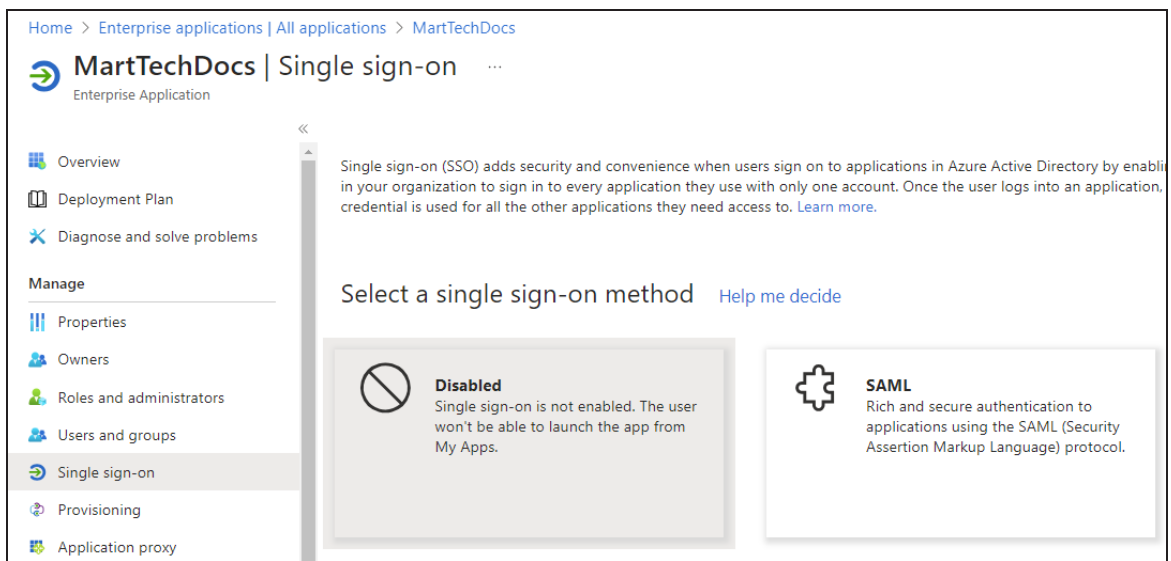 Home > Enterprise applications | All applications > MartTechDocs
MartTechDocs | Single sign-on ...
Enterprise Application
«
Overview
Deployment Plan
Diagnose and solve problems
Manage
Properties
Owners
Roles and administrators
Users and groups
Single sign-on
Provisioning
Application proxy
Single sign-on (SSO) adds security and convenience when users sign on to applications in Azure Active Directory by enabli
in your organization to sign in to every application they use with only one account. Once the user logs into an application,
credential is used for all the other applications they need access to. Learn more.
Select a single sign-on method Help me decide
Disabled
Single sign-on is not enabled. The user
won't be able to launch the app from
My Apps.
SAML
Rich and secure authentication to
applications using the SAML (Security
Assertion Markup Language) protocol.